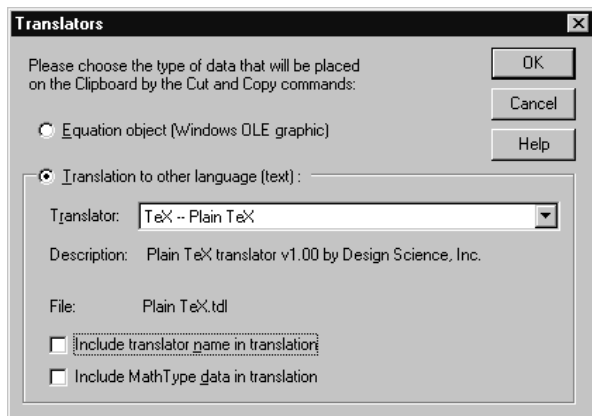 Translators
Please choose the type of data that will be placed
on the Clipboard by the Cut and Copy commands:
OK
Cancel
Help
Equation object (Windows OLE graphic)
Translation to other language (text) :
Translator: TeX -- Plain TeX
Description: Plain TeX translator v1.00 by Design Science, Inc.
File: Plain TeX.tdl
Include translator name in translation
Include MathType data in translation